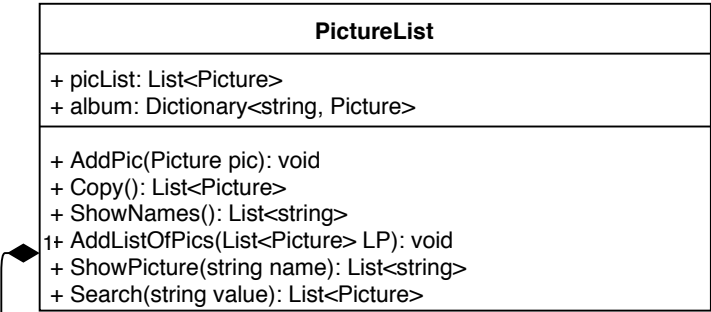 PictureList
+ picList: List<Picture>
+ album: Dictionary<string, Picture>
+ AddPic(Picture pic): void
+ Copy(): List<Picture>
+ ShowNames(): List<string>
1
+ AddListOfPics(List<Picture> LP): void
+ ShowPicture(string name): List<string>
+ Search(string value): List<Picture>